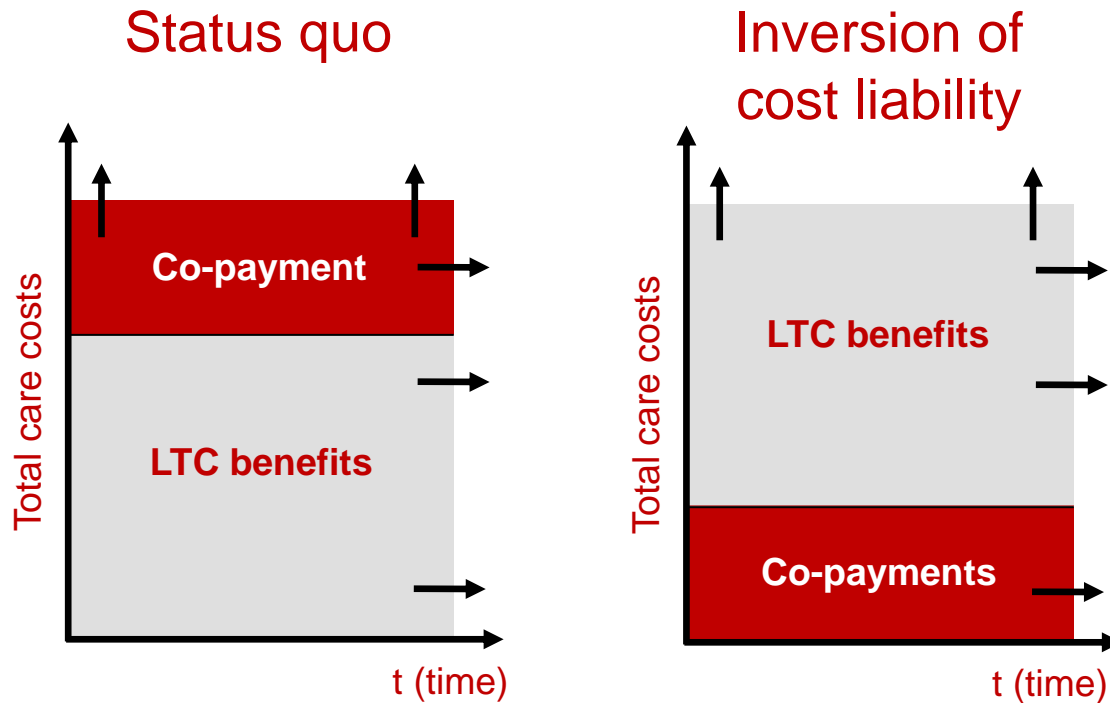 Status quo
Co-payment
LTC benefits
Total care costs
t (time)
Inversion of
cost liability
LTC benefits
Co-payments
Total care costs
t (time)